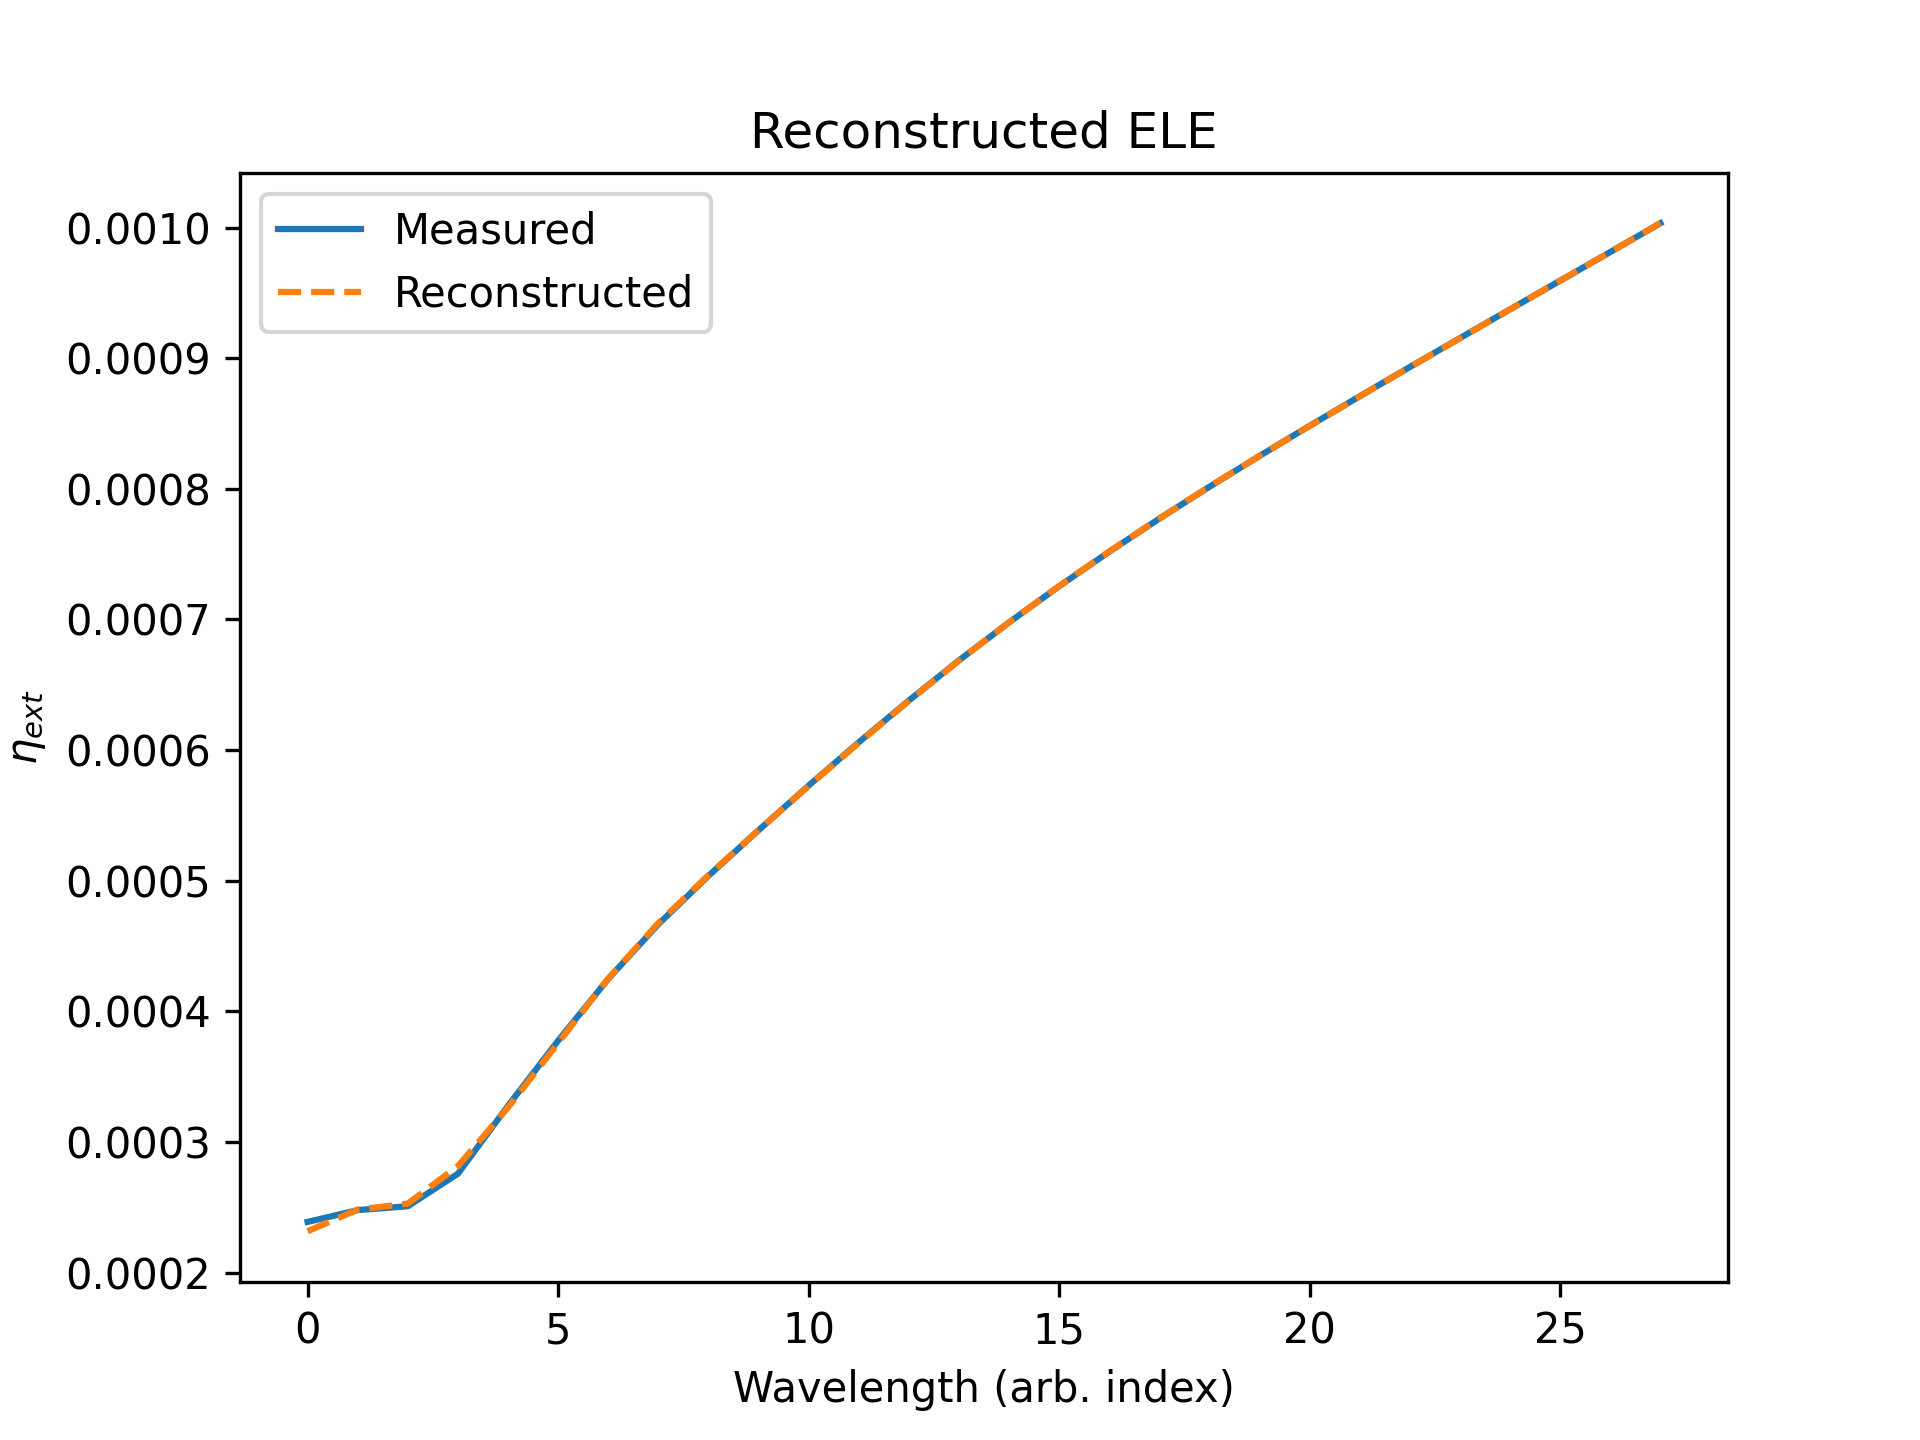 Reconstructed ELE
Measured
Reconstructed
0.0010
0.0009
0.0008
0.0007
0.0006
0.0005
0.0004
0.0003
0.0002
η_ext
0 5 10 15 20 25
Wavelength (arb. index)